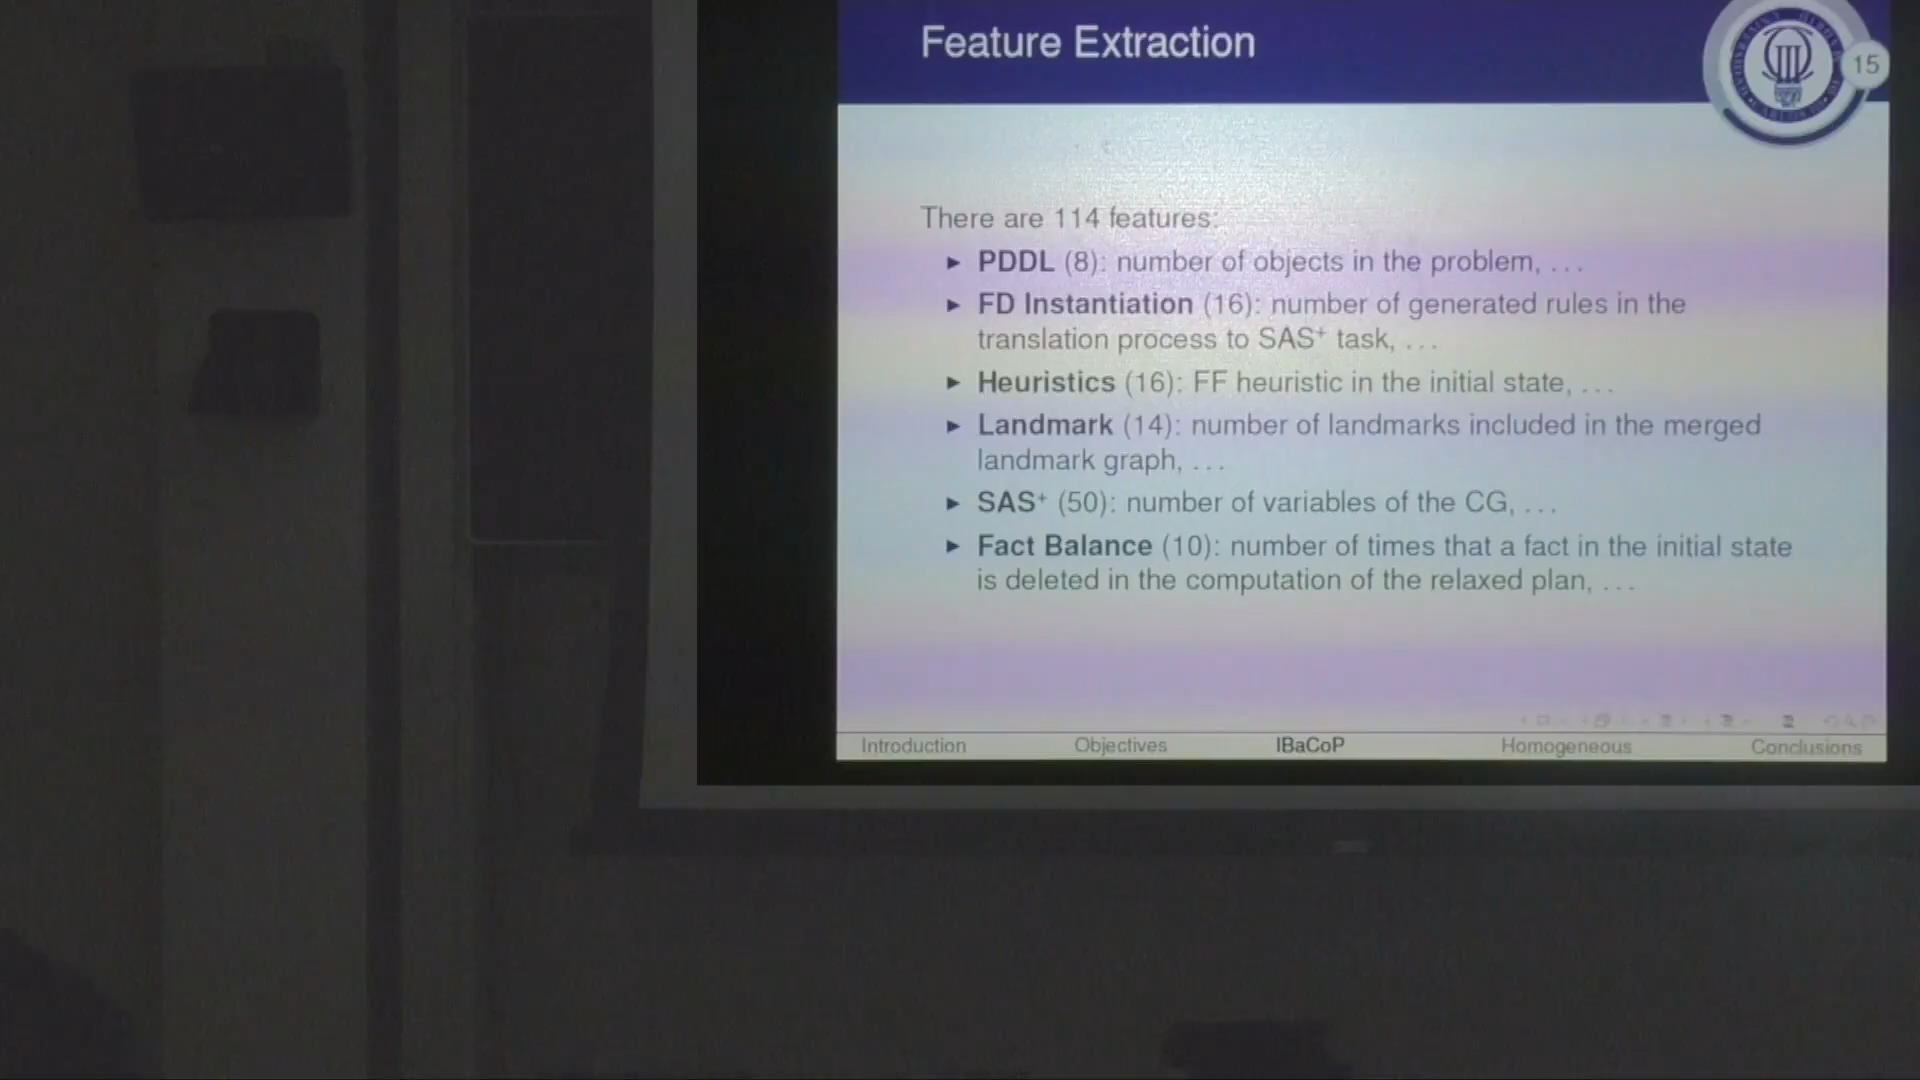 Feature Extraction
15
There are 114 features:
► PDDL (8): number of objects in the problem, ...
► FD Instantiation (16): number of generated rules in the
translation process to SAS⁺ task, ...
► Heuristics (16): FF heuristic in the initial state, ...
► Landmark (14): number of landmarks included in the merged
landmark graph, ...
► SAS⁺ (50): number of variables of the CG, ...
► Fact Balance (10): number of times that a fact in the initial state
is deleted in the computation of the relaxed plan, ...
Introduction Objectives IBaCoP Homogeneous Conclusions